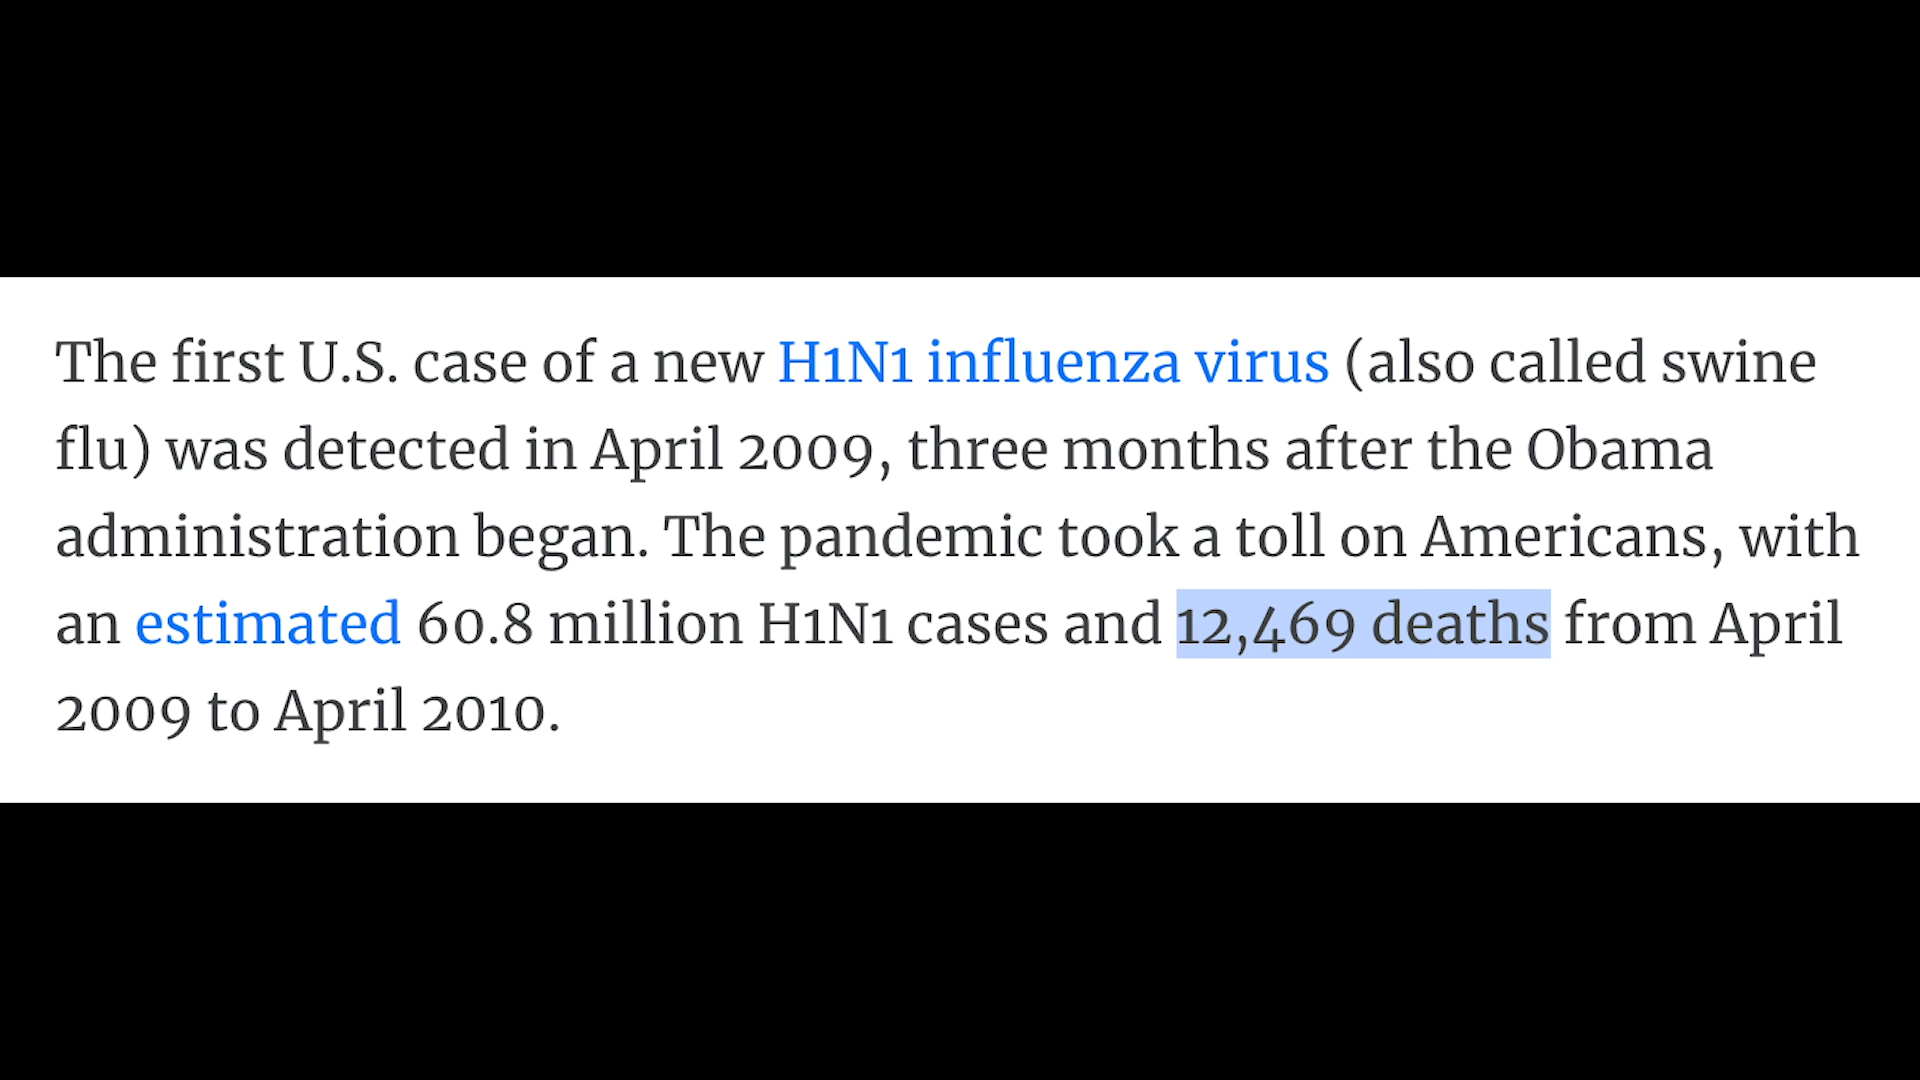 The first U.S. case of a new H1N1 influenza virus (also called swine
flu) was detected in April 2009, three months after the Obama
administration began. The pandemic took a toll on Americans, with
an estimated 60.8 million H1N1 cases and 12,469 deaths from April
2009 to April 2010.